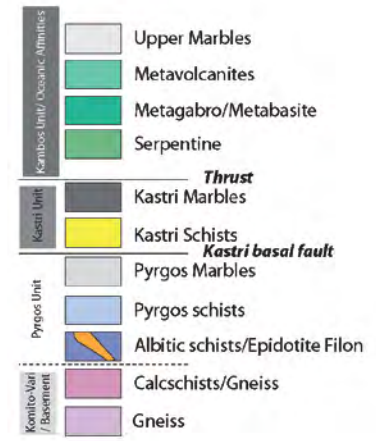 Kambos Unit/ Oceanic Affinities
Upper Marbles
Metavolcanites
Metagabro/Metabasite
Serpentine
Thrust
Kastri Unit
Kastri Marbles
Kastri Schists
Kastri basal fault
Pyrgos Unit
Pyrgos Marbles
Pyrgos schists
Albitic schists/Epidotite Filon
Komito-Vari
/ Basement
Calcschists/Gneiss
Gneiss